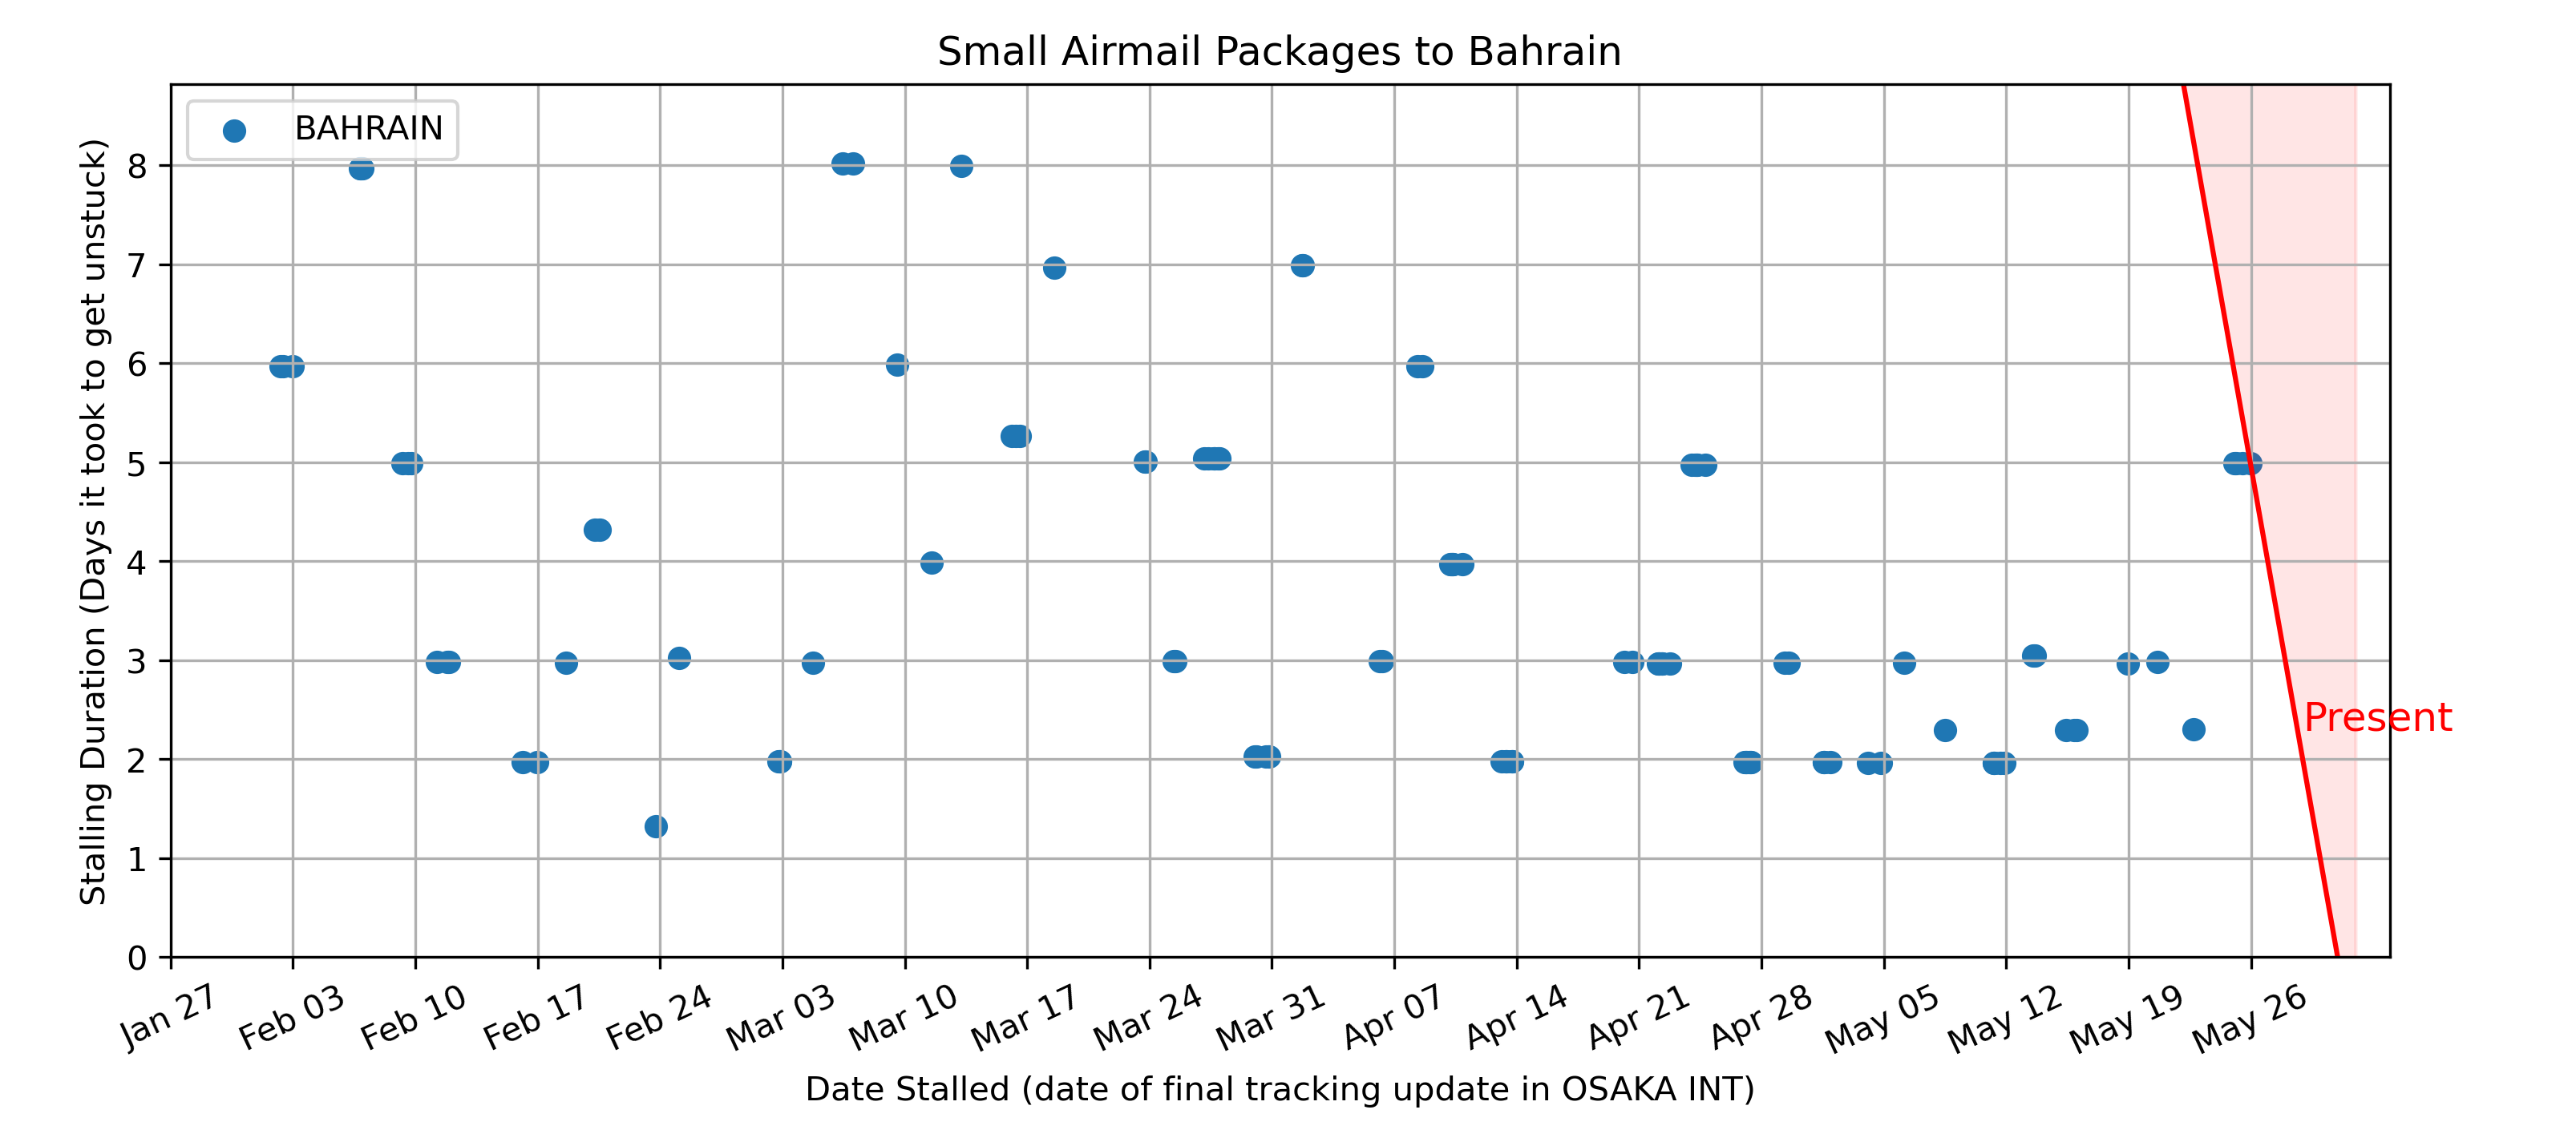 Small Airmail Packages to Bahrain
BAHRAIN
Stalling Duration (Days it took to get unstuck)
8
7
6
5
4
3
2
1
0
Present
Jan 27
Feb 03
Feb 10
Feb 17
Feb 24
Mar 03
Mar 10
Mar 17
Mar 24
Mar 31
Apr 07
Apr 14
Apr 21
Apr 28
May 05
May 12
May 19
May 26
Date Stalled (date of final tracking update in OSAKA INT)